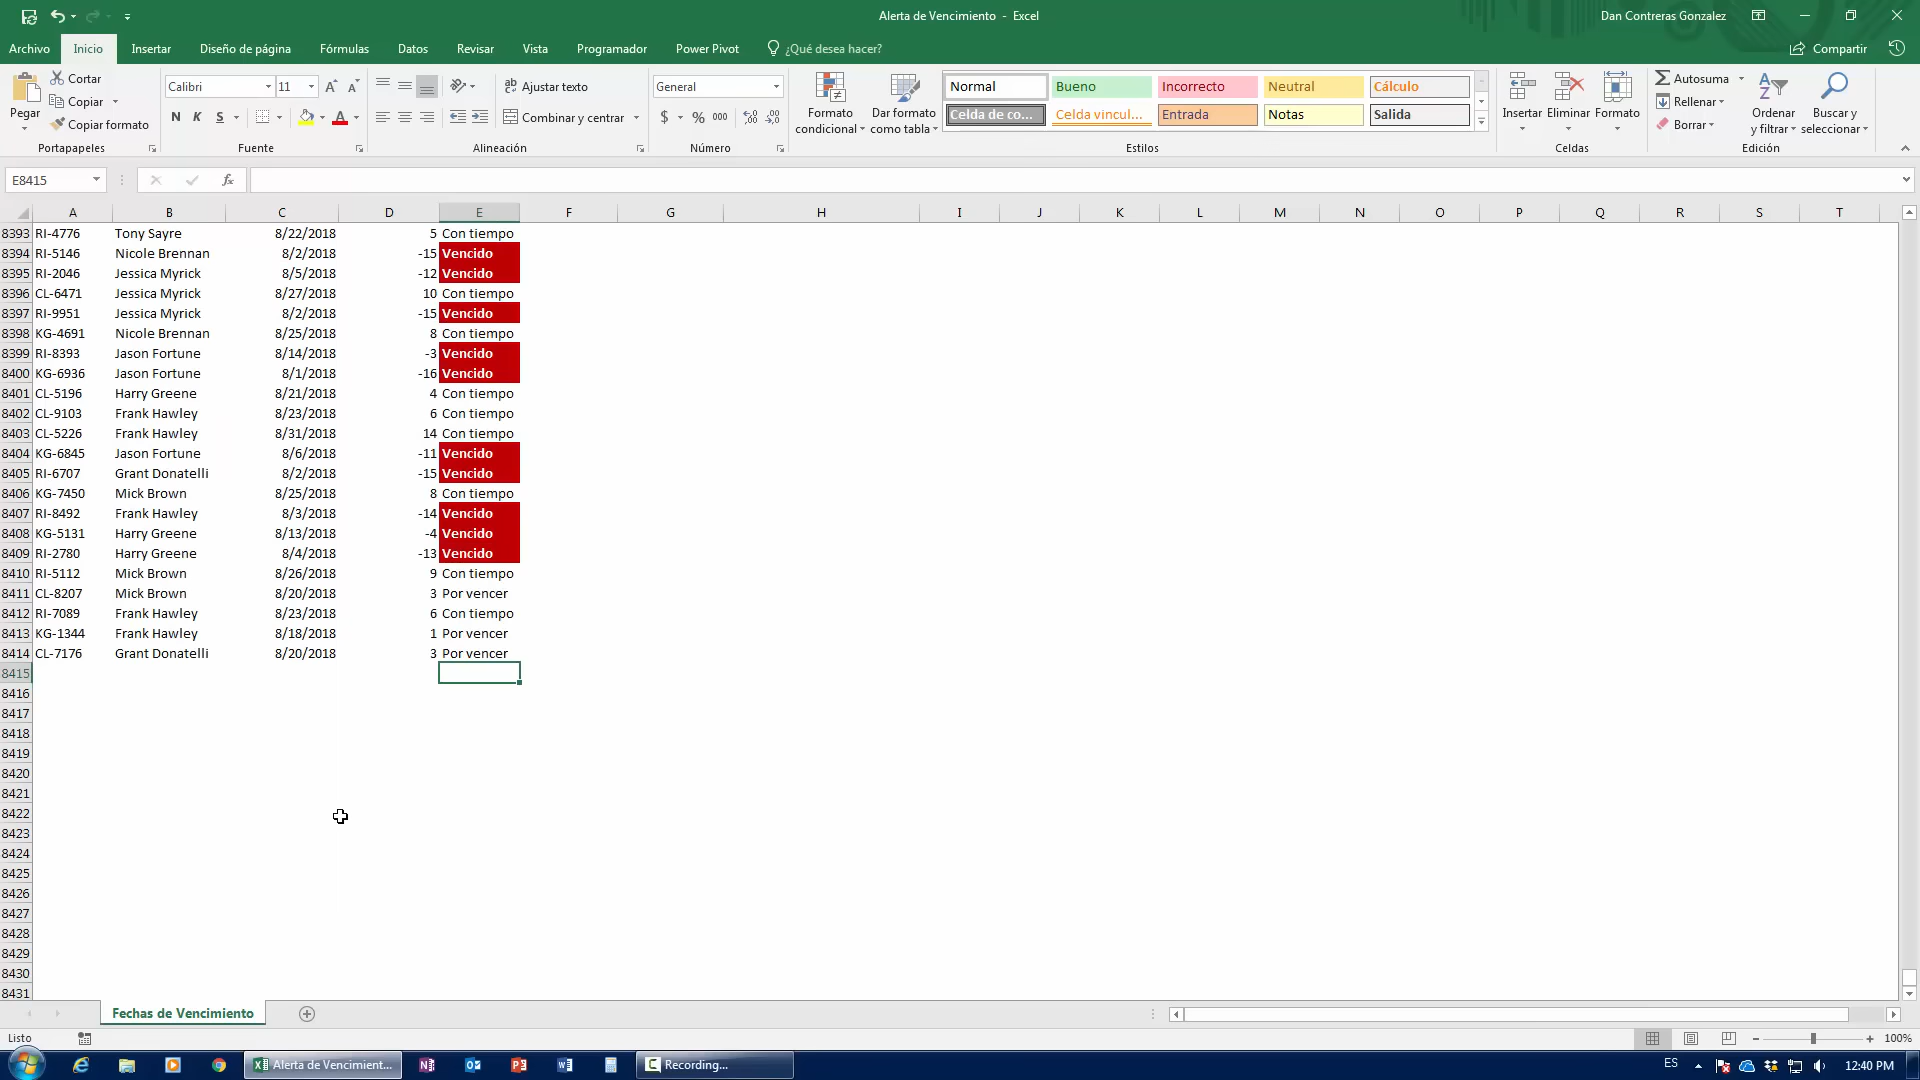 Alerta de Vencimiento - Excel
Dan Contreras Gonzalez
Archivo Inicio Insertar Diseño de página Fórmulas Datos Revisar Vista Programador Power Pivot ¿Qué desea hacer? Compartir
Pegar
Cortar
Copiar
Copiar formato
Portapapeles
Calibri 11
N K S
Fuente
Ajustar texto
Combinar y centrar
Alineación
General
$ % 000
Número
Formato condicional
Dar formato como tabla
Normal Bueno Incorrecto Neutral Cálculo
Celda de co... Celda vincul... Entrada Notas Salida
Estilos
Insertar Eliminar Formato
Celdas
Autosuma
Rellenar
Borrar
Ordenar y filtrar
Buscar y seleccionar
Edición
E8415 fx
A B C D E F G H I J K L M N O P Q R S T
8393 RI-4776 Tony Sayre 8/22/2018 5 Con tiempo
8394 RI-5146 Nicole Brennan 8/2/2018 -15 Vencido
8395 RI-2046 Jessica Myrick 8/5/2018 -12 Vencido
8396 CL-6471 Jessica Myrick 8/27/2018 10 Con tiempo
8397 RI-9951 Jessica Myrick 8/2/2018 -15 Vencido
8398 KG-4691 Nicole Brennan 8/25/2018 8 Con tiempo
8399 RI-8393 Jason Fortune 8/14/2018 -3 Vencido
8400 KG-6936 Jason Fortune 8/1/2018 -16 Vencido
8401 CL-5196 Harry Greene 8/21/2018 4 Con tiempo
8402 CL-9103 Frank Hawley 8/23/2018 6 Con tiempo
8403 CL-5226 Frank Hawley 8/31/2018 14 Con tiempo
8404 KG-6845 Jason Fortune 8/6/2018 -11 Vencido
8405 RI-6707 Grant Donatelli 8/2/2018 -15 Vencido
8406 KG-7450 Mick Brown 8/25/2018 8 Con tiempo
8407 RI-8492 Frank Hawley 8/3/2018 -14 Vencido
8408 KG-5131 Harry Greene 8/13/2018 -4 Vencido
8409 RI-2780 Harry Greene 8/4/2018 -13 Vencido
8410 RI-5112 Mick Brown 8/26/2018 9 Con tiempo
8411 CL-8207 Mick Brown 8/20/2018 3 Por vencer
8412 RI-7089 Frank Hawley 8/23/2018 6 Con tiempo
8413 KG-1344 Frank Hawley 8/18/2018 1 Por vencer
8414 CL-7176 Grant Donatelli 8/20/2018 3 Por vencer
8415
8416
8417
8418
8419
8420
8421
8422
8423
8424
8425
8426
8427
8428
8429
8430
8431
Fechas de Vencimiento
Listo
100%
Alerta de Vencimient...
Recording...
ES
12:40 PM